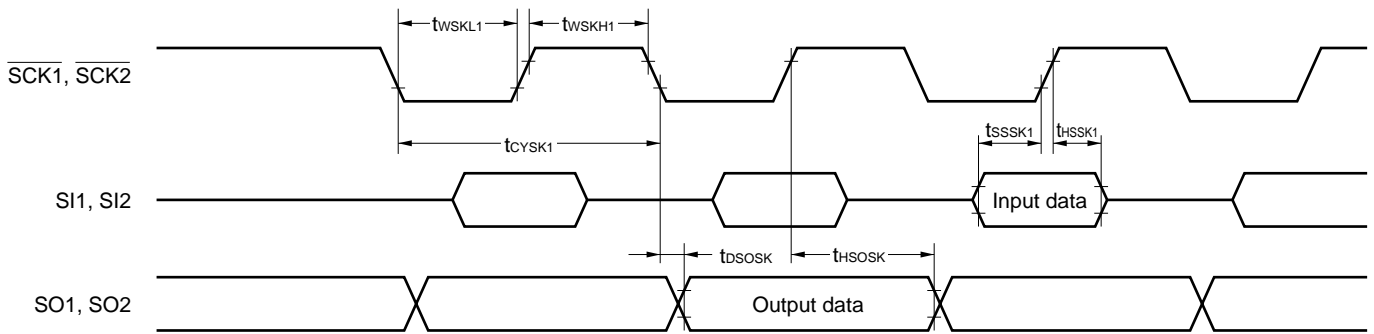 tWSKL1
tWSKH1
SCK1, SCK2
tSSSK1
tHSSK1
tCYSK1
SI1, SI2
Input data
tDSOSK
tHSOSK
SO1, SO2
Output data